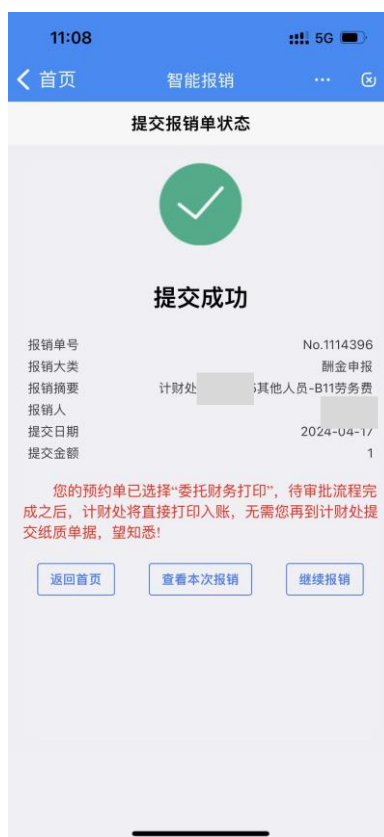 11:08 5G
首页 智能报销
提交报销单状态
提交成功
报销单号 No.1114396
报销大类 酬金申报
报销摘要 计财处 其他人员-B11劳务费
报销人
提交日期 2024-04-17
提交金额 1
您的预约单已选择“委托财务打印”，待审批流程完
成之后，计财处将直接打印入账，无需您再到计财处提
交纸质单据，望知悉!
返回首页 查看本次报销 继续报销